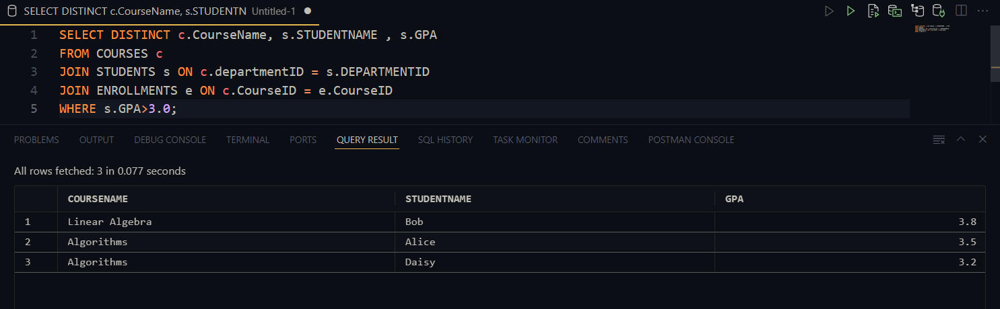 SELECT DISTINCT c.CourseName, s.STUDENTN Untitled-1
1 SELECT DISTINCT c.CourseName, s.STUDENTNAME , s.GPA
2 FROM COURSES c
3 JOIN STUDENTS s ON c.departmentID = s.DEPARTMENTID
4 JOIN ENROLLMENTS e ON c.CourseID = e.CourseID
5 WHERE s.GPA>3.0;
PROBLEMS OUTPUT DEBUG CONSOLE TERMINAL PORTS QUERY RESULT SQL HISTORY TASK MONITOR COMMENTS POSTMAN CONSOLE
All rows fetched: 3 in 0.077 seconds
COURSENAME STUDENTNAME GPA
1 Linear Algebra Bob 3.8
2 Algorithms Alice 3.5
3 Algorithms Daisy 3.2